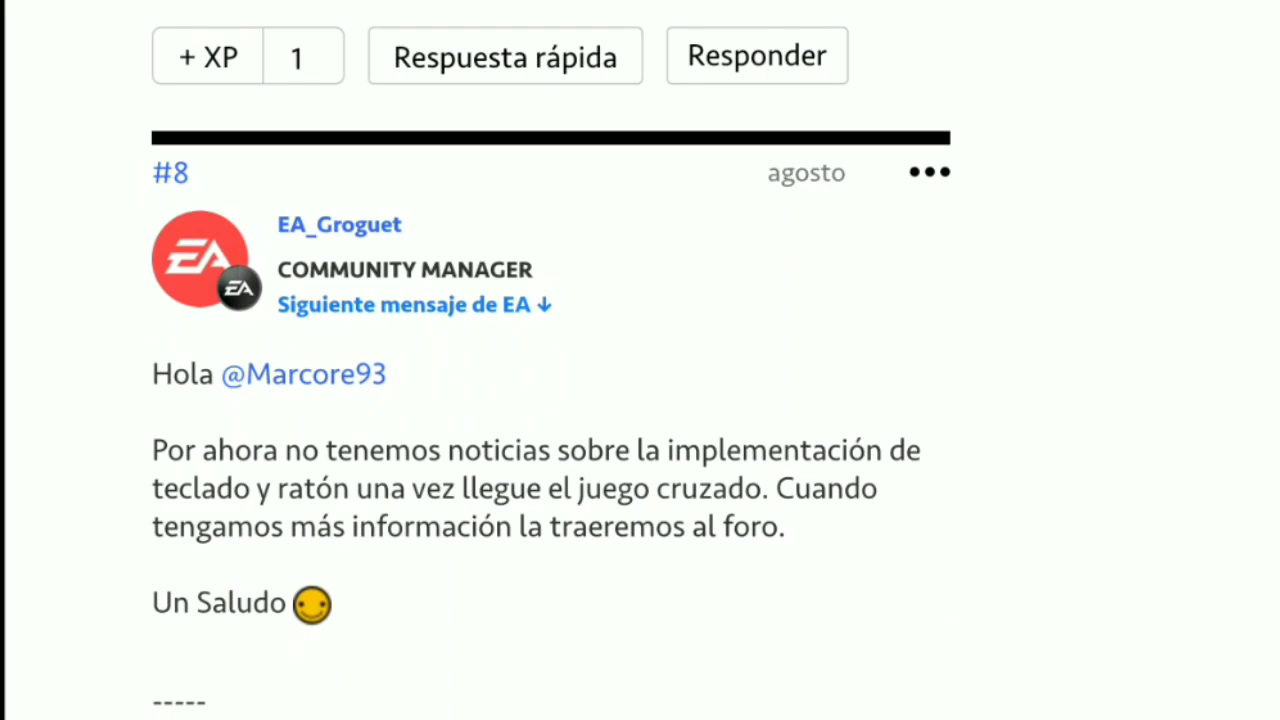 + XP 1 Respuesta rápida Responder
#8 agosto
EA_Groguet
COMMUNITY MANAGER
EA
EA
Siguiente mensaje de EA ↓
Hola @Marcore93
Por ahora no tenemos noticias sobre la implementación de
teclado y ratón una vez llegue el juego cruzado. Cuando
tengamos más información la traeremos al foro.
Un Saludo
-----